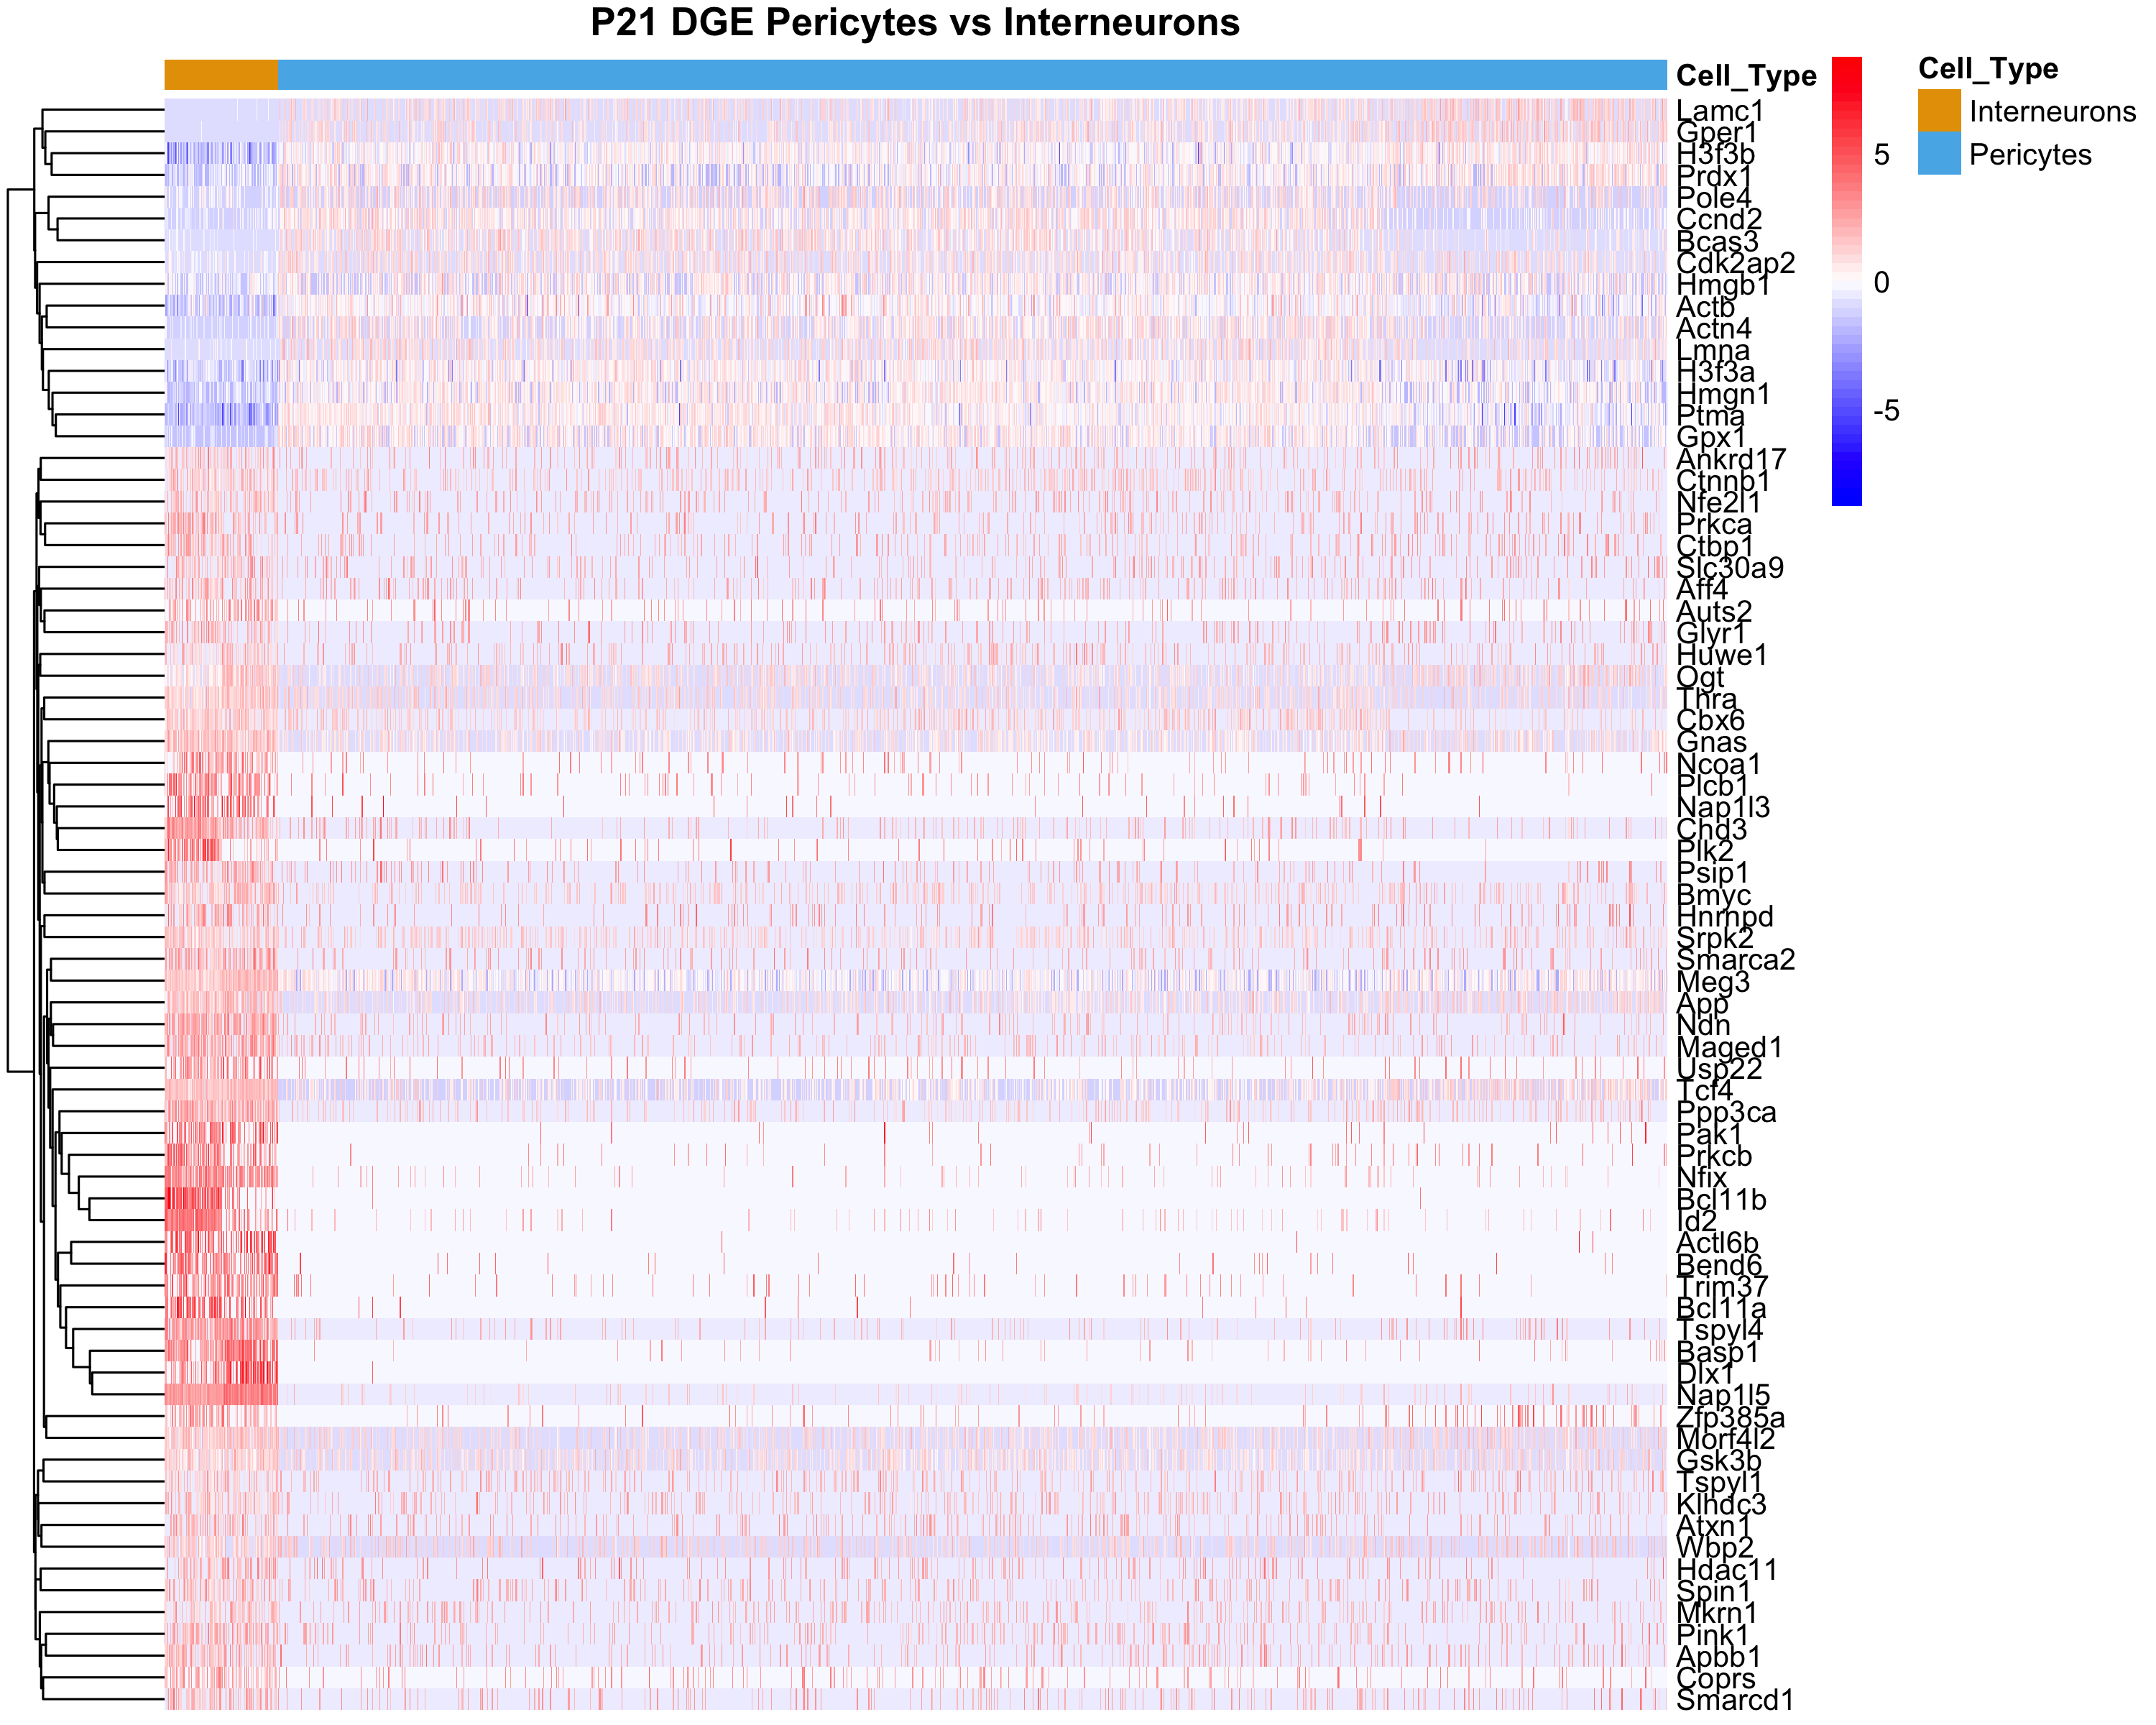 P21 DGE Pericytes vs Interneurons
Cell_Type
Lamc1
Gper1
H3f3b
Prdx1
Pole4
Ccnd2
Bcas3
Cdk2ap2
Hmgb1
Actb
Actn4
Lmna
H3f3a
Hmgn1
Ptma
Gpx1
Ankrd17
Ctnnb1
Nfe2l1
Prkca
Ctbp1
Slc30a9
Aff4
Auts2
Glyr1
Huwe1
Ogt
Thra
Cbx6
Gnas
Ncoa1
Plcb1
Nap1l3
Chd3
Plk2
Psip1
Bmyc
Hnrnpd
Srpk2
Smarca2
Meg3
App
Ndn
Maged1
Usp22
Tcf4
Ppp3ca
Pak1
Prkcb
Nfix
Bcl11b
Id2
Actl6b
Bend6
Trim37
Bcl11a
Tspyl4
Basp1
Dlx1
Nap1l5
Zfp385a
Morf4l2
Gsk3b
Tspyl1
Klhdc3
Atxn1
Wbp2
Hdac11
Spin1
Mkrn1
Pink1
Apbb1
Coprs
Smarcd1
5
0
-5
Cell_Type
Interneurons
Pericytes